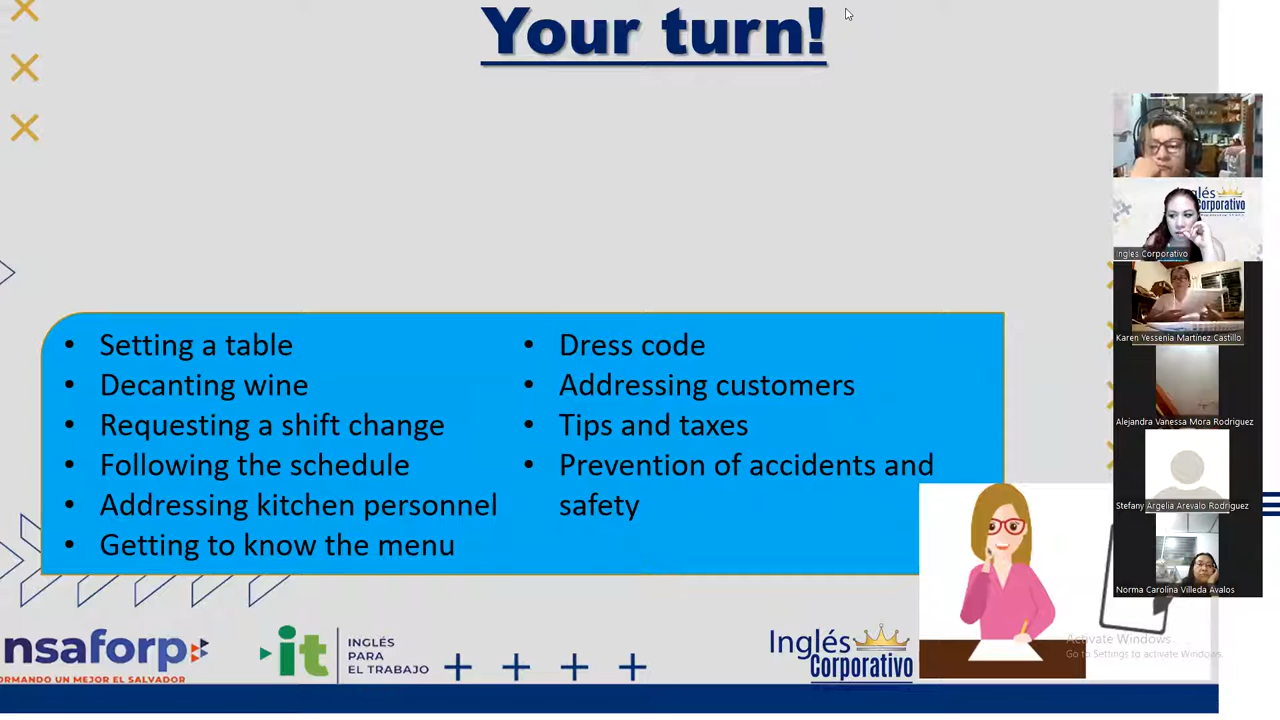 Your turn!
• Setting a table
• Decanting wine
• Requesting a shift change
• Following the schedule
• Addressing kitchen personnel
• Getting to know the menu
• Dress code
• Addressing customers
• Tips and taxes
• Prevention of accidents and
safety
Corporativo
Ingles Corporativo
Karen Yessenia Martínez Castillo
Alejandra Vanessa Mora Rodriguez
Stefany Argelia Arevalo Rodriguez
Norma Carolina Villeda Avalos
nsaforp
ORMANDO UN MEJOR EL SALVADOR
it
INGLÉS
PARA
EL TRABAJO
Inglés
Corporativo
Activate Windows
Go to Settings to activate Windows.